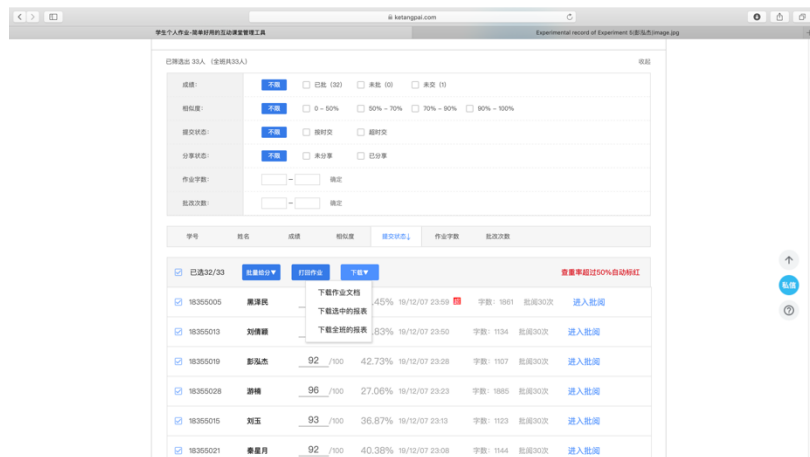 ketangpai.com
学生个人作业-简单好用的互动课堂管理工具 Experimental record of Experiment 5(彭泓杰)image.jpg
已筛选出 33人 (全班共33人) 收起
成绩: 不限 已批 (32) 未批 (0) 未交 (1)
相似度: 不限 0 ~ 50% 50% ~ 70% 70% ~ 90% 90% ~ 100%
提交状态: 不限 按时交 超时交
分享状态: 不限 未分享 已分享
作业字数: - 确定
批改次数: - 确定
学号 姓名 成绩 相似度 提交状态↓ 作业字数 批改次数
已选32/33 批量给分▼ 打回作业 下载▼ 查重率超过50%自动标红
下载作业文档
下载选中的报表
下载全班的报表
18355005 黑泽民 .45% 19/12/07 23:59 字数: 1861 批阅30次 进入批阅
私信
18355013 刘倩颖 .83% 19/12/07 23:50 字数: 1134 批阅30次 进入批阅
18355019 彭泓杰 92 /100 42.73% 19/12/07 23:28 字数: 1107 批阅30次 进入批阅
18355028 游楠 96 /100 27.06% 19/12/07 23:23 字数: 1885 批阅30次 进入批阅
18355015 刘玉 93 /100 36.87% 19/12/07 23:13 字数: 1123 批阅30次 进入批阅
18355021 秦星月 92 /100 40.38% 19/12/07 23:08 字数: 1144 批阅30次 进入批阅